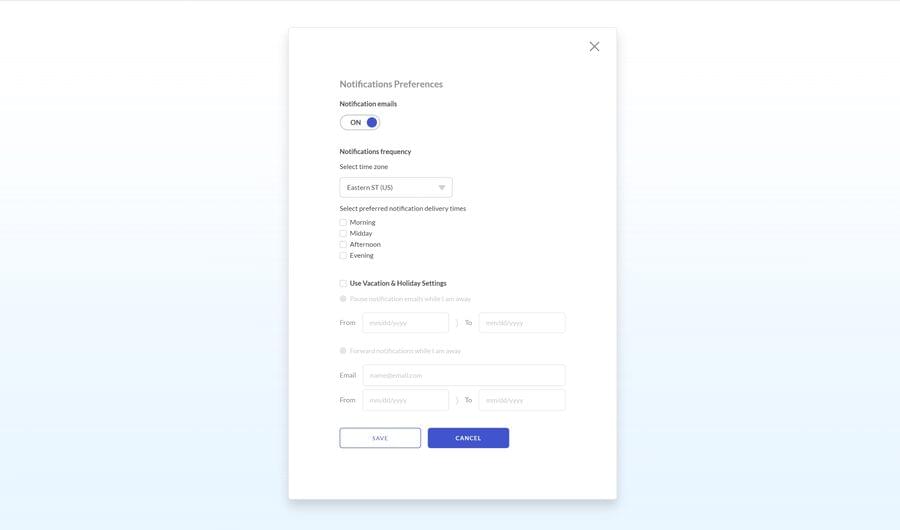 Notifications Preferences
Notification emails
ON
Notifications frequency
Select time zone
Eastern ST (US)
Select preferred notification delivery times
Morning
Midday
Afternoon
Evening
Use Vacation & Holiday Settings
Pause notification emails while I am away
From mm/dd/yyyy To mm/dd/yyyy
Forward notifications while I am away
Email name@email.com
From mm/dd/yyyy To mm/dd/yyyy
SAVE CANCEL